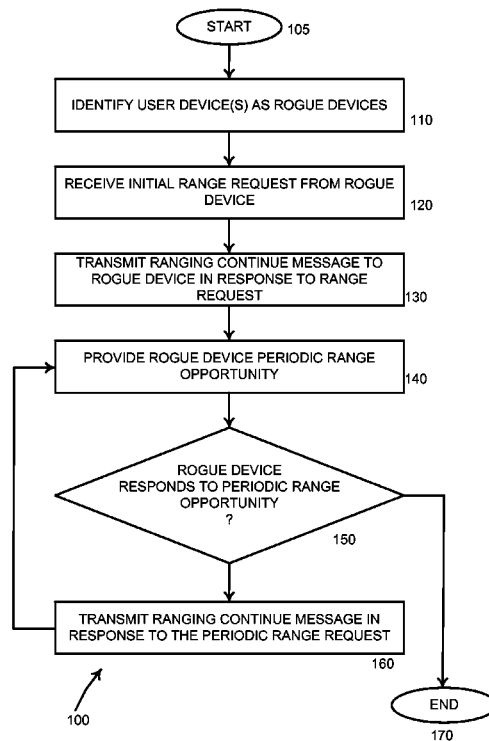 START
105
IDENTIFY USER DEVICE(S) AS ROGUE DEVICES
110
RECEIVE INITIAL RANGE REQUEST FROM ROGUE
DEVICE
120
TRANSMIT RANGING CONTINUE MESSAGE TO
ROGUE DEVICE IN RESPONSE TO RANGE
REQUEST
130
PROVIDE ROGUE DEVICE PERIODIC RANGE
OPPORTUNITY
140
ROGUE DEVICE
RESPONDS TO PERIODIC RANGE
OPPORTUNITY
?
150
TRANSMIT RANGING CONTINUE MESSAGE IN
RESPONSE TO THE PERIODIC RANGE REQUEST
160
100
END
170